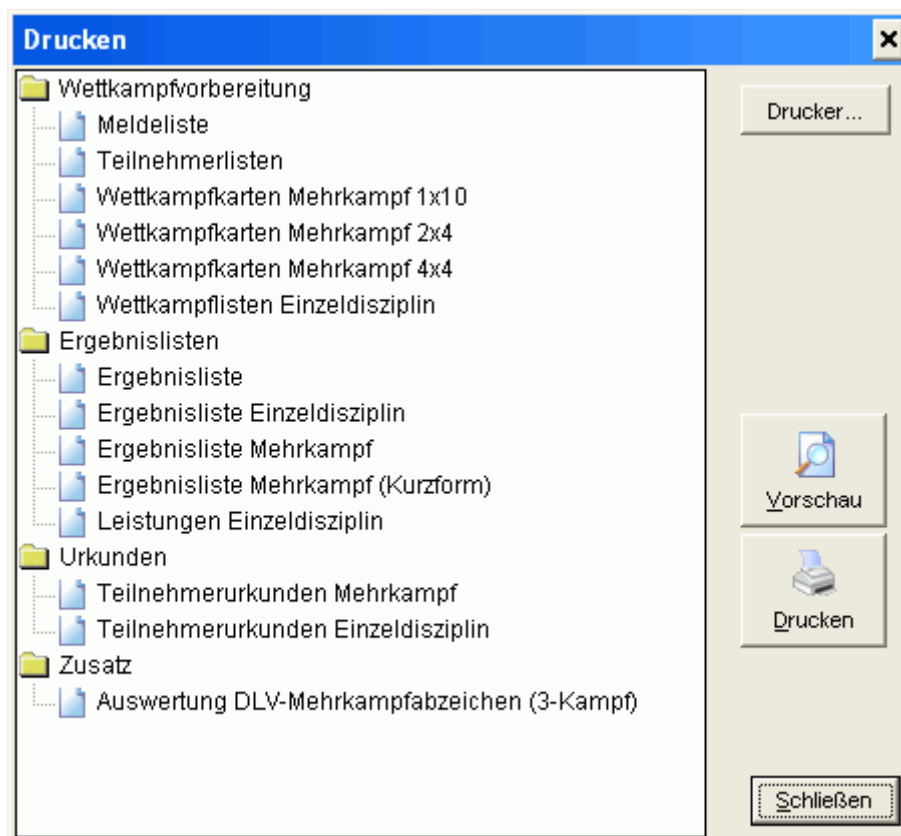 Drucken
Wettkampfvorbereitung
Meldeliste
Teilnehmerlisten
Wettkampfkarten Mehrkampf 1x10
Wettkampfkarten Mehrkampf 2x4
Wettkampfkarten Mehrkampf 4x4
Wettkampflisten Einzeldisziplin
Ergebnislisten
Ergebnisliste
Ergebnisliste Einzeldisziplin
Ergebnisliste Mehrkampf
Ergebnisliste Mehrkampf (Kurzform)
Leistungen Einzeldisziplin
Urkunden
Teilnehmerurkunden Mehrkampf
Teilnehmerurkunden Einzeldisziplin
Zusatz
Auswertung DLV-Mehrkampfabzeichen (3-Kampf)
Drucker...
Vorschau
Drucken
Schließen